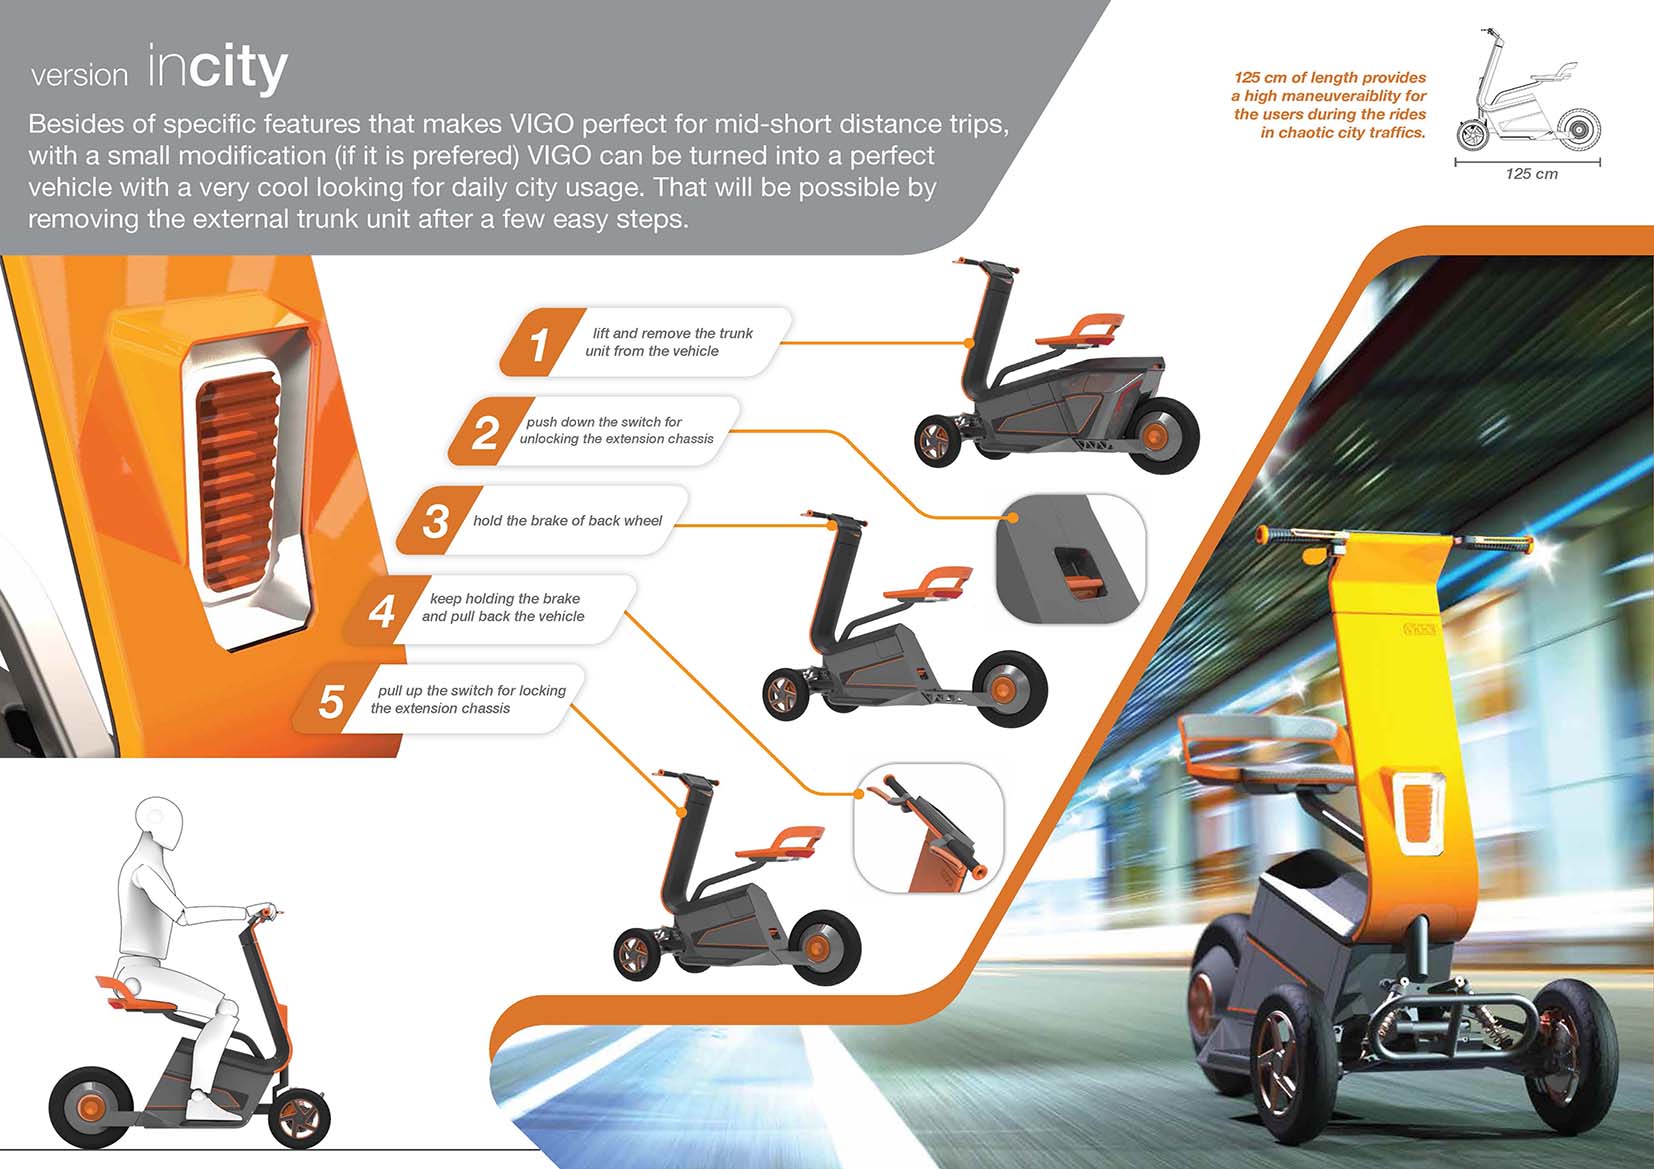 version incity
Besides of specific features that makes VIGO perfect for mid-short distance trips,
with a small modification (if it is prefered) VIGO can be turned into a perfect
vehicle with a very cool looking for daily city usage. That will be possible by
removing the external trunk unit after a few easy steps.
125 cm of length provides
a high maneuveraiblity for
the users during the rides
in chaotic city traffics.
125 cm
1
lift and remove the trunk
unit from the vehicle
2
push down the switch for
unlocking the extension chassis
3
hold the brake of back wheel
4
keep holding the brake
and pull back the vehicle
5
pull up the switch for locking
the extension chassis